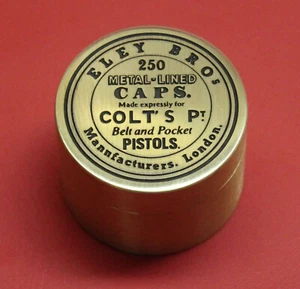 ELEY BROS
250
METAL-LINED
CAPS.
Made expressly for
COLT'S PT
Belt and Pocket
PISTOLS.
Manufacturers, London.